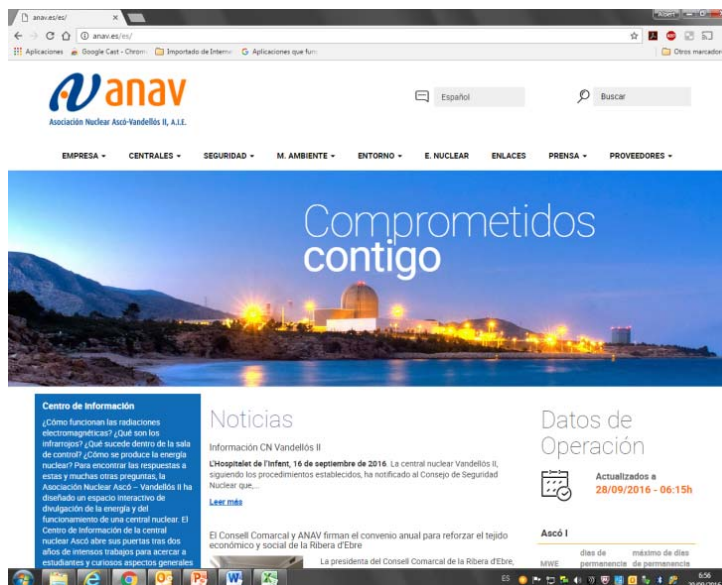 anav.es/es/
anav.es/es/
Aplicaciones
Google Cast - Chrom
Importado de Interne
Aplicaciones que fun
Otros marcador
anav
Asociación Nuclear Ascó-Vandellós II, A.I.E.
Español
Buscar
EMPRESA
CENTRALES
SEGURIDAD
M. AMBIENTE
ENTORNO
E. NUCLEAR
ENLACES
PRENSA
PROVEEDORES
Comprometidos
contigo
Centro de Información
¿Cómo funcionan las radiaciones
electromagnéticas? ¿Qué son los
infrarrojos? ¿Qué sucede dentro de la sala
de control? ¿Cómo se produce la energía
nuclear? Para encontrar las respuestas a
estas y muchas otras preguntas, la
Asociación Nuclear Ascó – Vandellós II ha
diseñado un espacio interactivo de
divulgación de la energía y del
funcionamiento de una central nuclear. El
Centro de Información de la central
nuclear Ascó abre sus puertas tras dos
años de intensos trabajos para acercar a
estudiantes y curiosos aspectos generales
Noticias
Información CN Vandellós II
L'Hospitalet de l'Infant, 16 de septiembre de 2016. La central nuclear Vandellós II,
siguiendo los procedimientos establecidos, ha notificado al Consejo de Seguridad
Nuclear que,...
Leer más
El Consell Comarcal y ANAV firman el convenio anual para reforzar el tejido
económico y social de la Ribera d'Ebre
La presidenta del Consell Comarcal de la Ribera d'Ebre,
Datos de
Operación
Actualizados a
28/09/2016 - 06:15h
Ascó I
días de
máximo de días
MWE
permanencia
de permanencia
ES
6:56